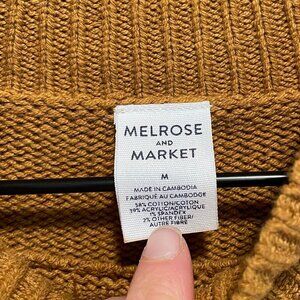 MELROSE
AND
MARKET
M
MADE IN CAMBODIA
FABRIQUÉ AU CAMBODGE
58% COTTON/COTON
39% ACRYLIC/ACRYLIQUE
1% SPANDEX
2% OTHER FIBER/
AUTRE FIBRE